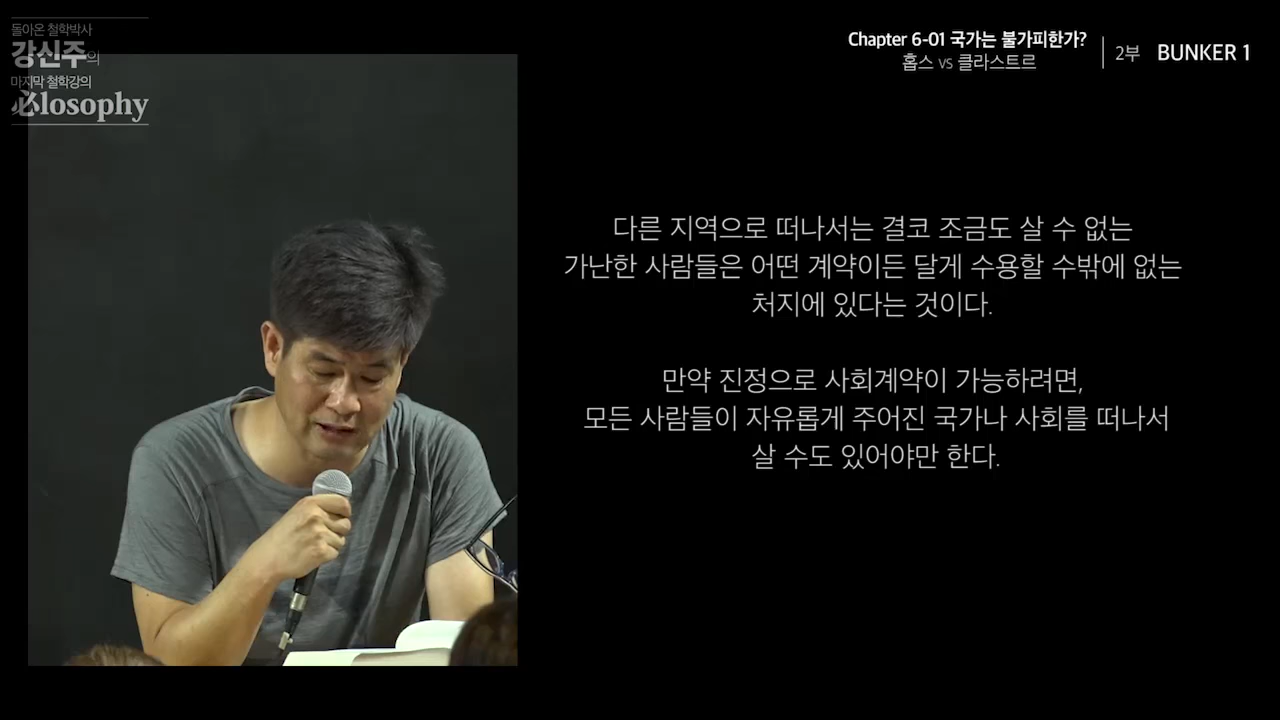 돌아온 철학박사
강신주의
마지막 철학강의
必losophy
Chapter 6-01 국가는 불가피한가?
홉스 vs 클라스트르
2부 BUNKER 1
다른 지역으로 떠나서는 결코 조금도 살 수 없는
가난한 사람들은 어떤 계약이든 달게 수용할 수밖에 없는
처지에 있다는 것이다.
만약 진정으로 사회계약이 가능하려면,
모든 사람들이 자유롭게 주어진 국가나 사회를 떠나서
살 수도 있어야만 한다.